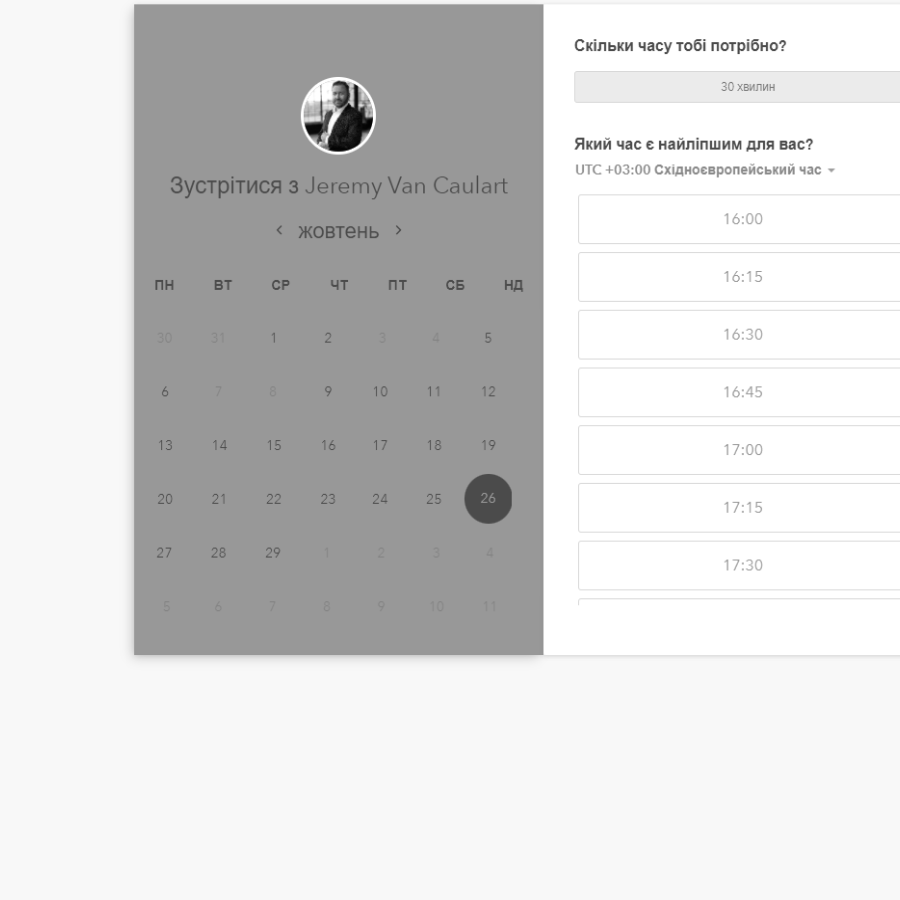 Зустрітися з Jeremy Van Caulart
‹ жовтень ›
ПН ВТ СР ЧТ ПТ СБ НД
30 31 1 2 3 4 5
6 7 8 9 10 11 12
13 14 15 16 17 18 19
20 21 22 23 24 25 26
27 28 29 1 2 3 4
5 6 7 8 9 10 11
Скільки часу тобі потрібно?
30 хвилин
Який час є найліпшим для вас?
UTC +03:00 Східноєвропейський час
16:00
16:15
16:30
16:45
17:00
17:15
17:30